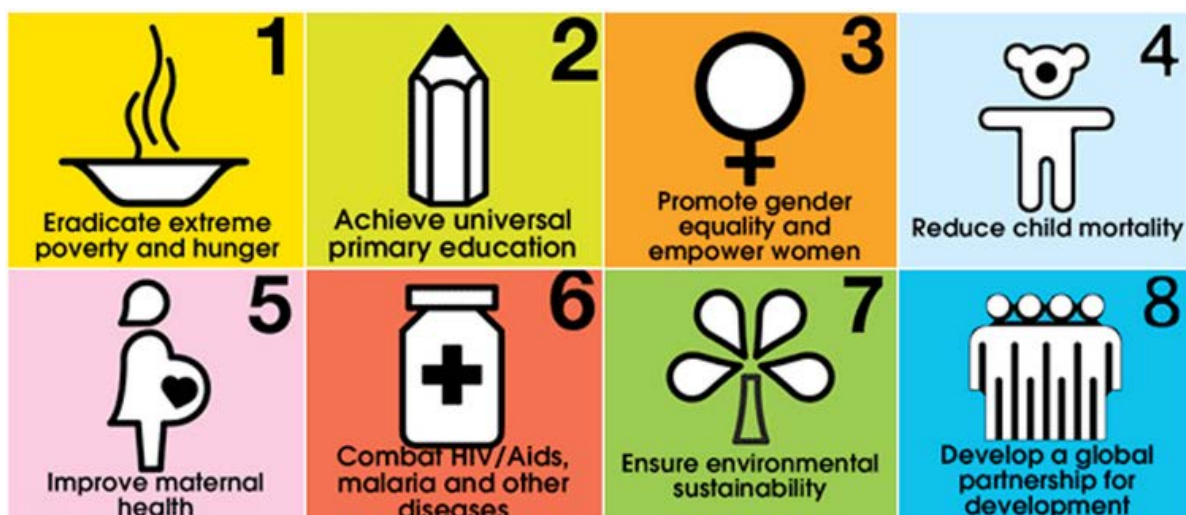 1
Eradicate extreme
poverty and hunger
2
Achieve universal
primary education
3
Promote gender
equality and
empower women
4
Reduce child mortality
5
Improve maternal
health
6
Combat HIV/Aids,
malaria and other
diseases
7
Ensure environmental
sustainability
8
Develop a global
partnership for
development